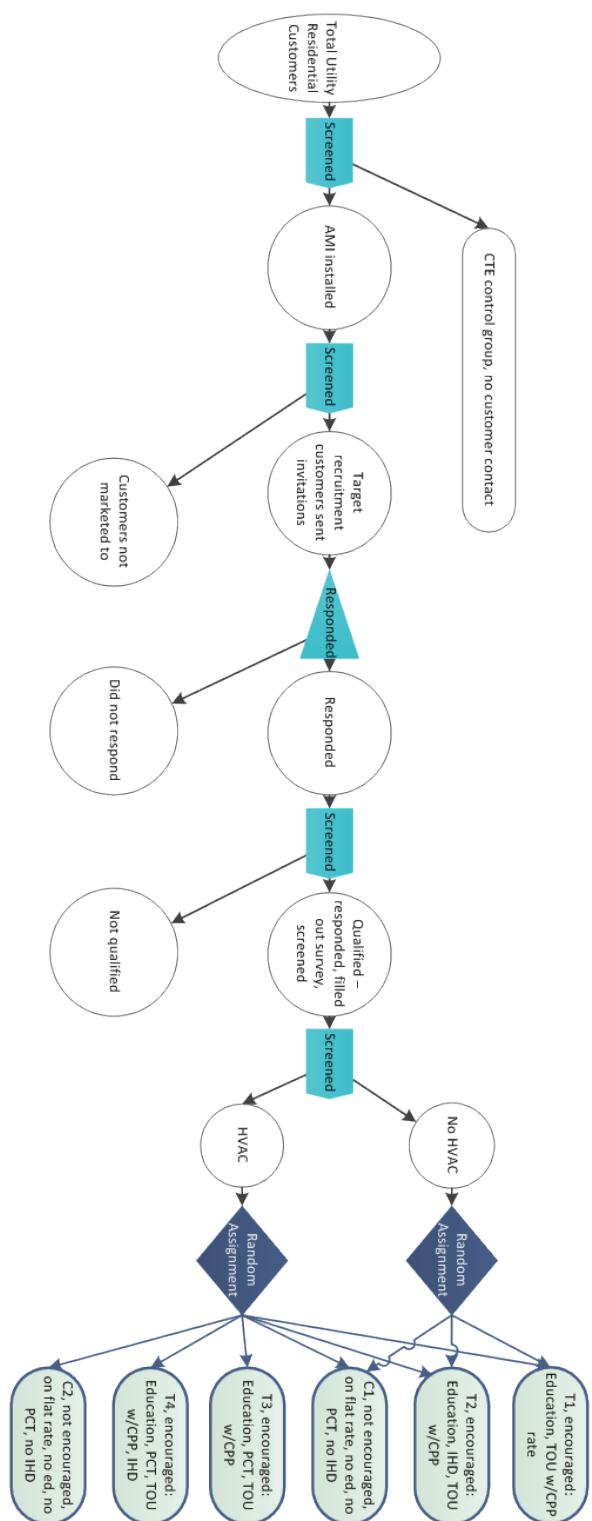 Total Utility
Residential
Customers
Screened
CTE control group, no customer contact
AMI installed
Screened
Customers not
marketed to
Target
recruitment
customers sent
invitations
Responded
Did not respond
Responded
Screened
Not qualified
Qualified –
responded, filled
out survey,
screened
Screened
No HVAC
HVAC
Random
Assignment
Random
Assignment
T1, encouraged:
Education, TOU w/CPP
rate
T2, encouraged:
Education, IHD, TOU
w/CPP
C1, not encouraged,
on flat rate, no ed, no
PCT, no IHD
T3, encouraged:
Education, PCT, TOU
w/CPP
T4, encouraged:
Education, PCT, TOU
w/CPP, IHD
C2, not encouraged,
on flat rate, no ed, no
PCT, no IHD